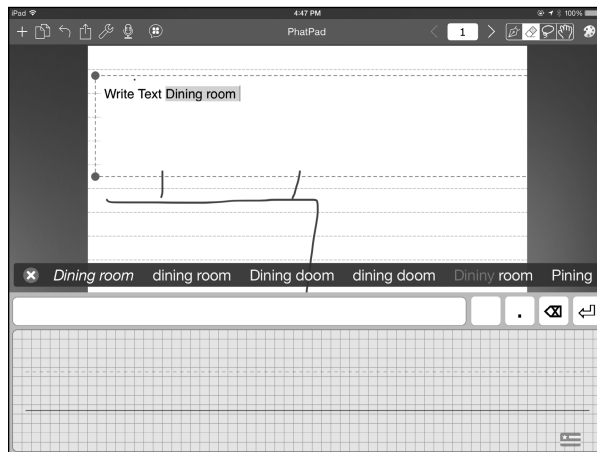 iPad 4:47 PM 100%
PhatPad 1
Write Text Dining room
Dining room dining room Dining doom dining doom Dininy room Pining
.